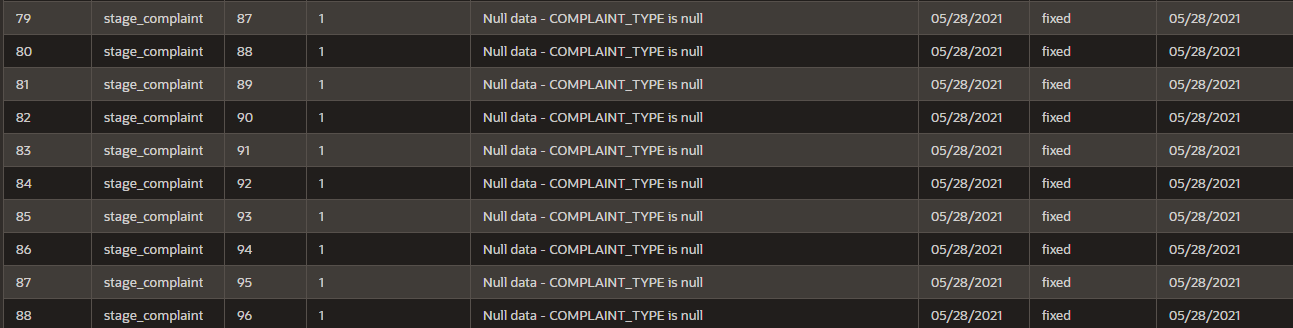 79 stage_complaint 87 1 Null data - COMPLAINT_TYPE is null 05/28/2021 fixed 05/28/2021
80 stage_complaint 88 1 Null data - COMPLAINT_TYPE is null 05/28/2021 fixed 05/28/2021
81 stage_complaint 89 1 Null data - COMPLAINT_TYPE is null 05/28/2021 fixed 05/28/2021
82 stage_complaint 90 1 Null data - COMPLAINT_TYPE is null 05/28/2021 fixed 05/28/2021
83 stage_complaint 91 1 Null data - COMPLAINT_TYPE is null 05/28/2021 fixed 05/28/2021
84 stage_complaint 92 1 Null data - COMPLAINT_TYPE is null 05/28/2021 fixed 05/28/2021
85 stage_complaint 93 1 Null data - COMPLAINT_TYPE is null 05/28/2021 fixed 05/28/2021
86 stage_complaint 94 1 Null data - COMPLAINT_TYPE is null 05/28/2021 fixed 05/28/2021
87 stage_complaint 95 1 Null data - COMPLAINT_TYPE is null 05/28/2021 fixed 05/28/2021
88 stage_complaint 96 1 Null data - COMPLAINT_TYPE is null 05/28/2021 fixed 05/28/2021